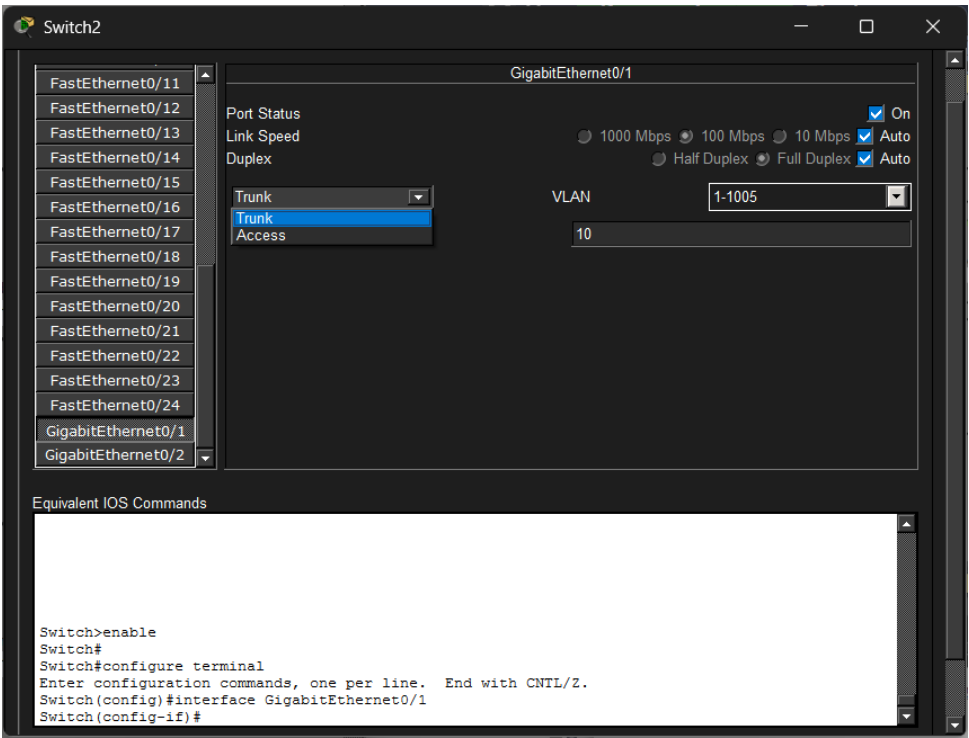 Switch2
GigabitEthernet0/1
FastEthernet0/11
FastEthernet0/12
FastEthernet0/13
FastEthernet0/14
FastEthernet0/15
FastEthernet0/16
FastEthernet0/17
FastEthernet0/18
FastEthernet0/19
FastEthernet0/20
FastEthernet0/21
FastEthernet0/22
FastEthernet0/23
FastEthernet0/24
GigabitEthernet0/1
GigabitEthernet0/2
Port Status On
Link Speed 1000 Mbps 100 Mbps 10 Mbps Auto
Duplex Half Duplex Full Duplex Auto
Trunk VLAN 1-1005
Trunk
Access
10
Equivalent IOS Commands
Switch>enable
Switch#
Switch#configure terminal
Enter configuration commands, one per line.  End with CNTL/Z.
Switch(config)#interface GigabitEthernet0/1
Switch(config-if)#